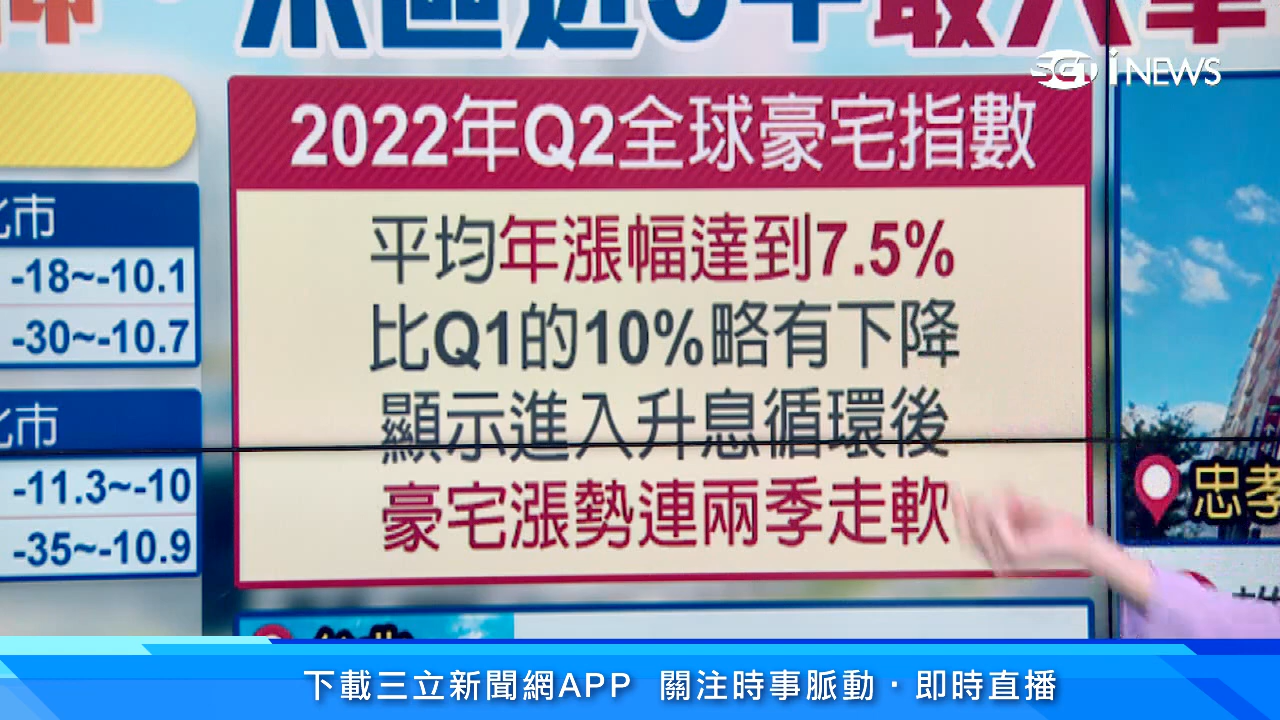 SET iNEWS
2022年Q2全球豪宅指數
平均年漲幅達到7.5%
比Q1的10%略有下降
顯示進入升息循環後
豪宅漲勢連兩季走軟
北市
-18~-10.1
-30~-10.7
北市
-11.3~-10
-35~-10.9
忠孝
下載三立新聞網APP 關注時事脈動・即時直播